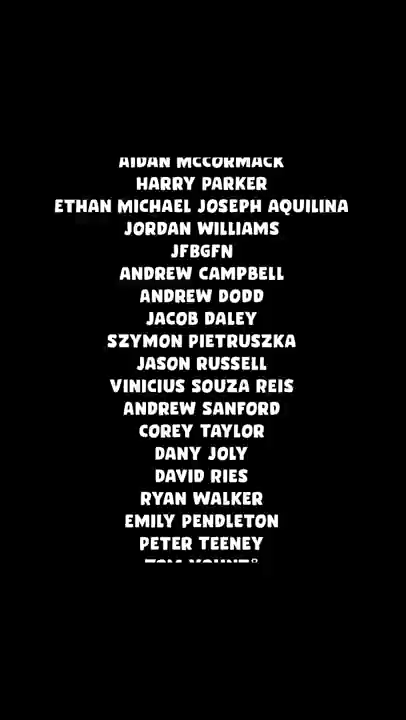 AIDAN MCCORMACK
HARRY PARKER
ETHAN MICHAEL JOSEPH AQUILINA
JORDAN WILLIAMS
JFBGFN
ANDREW CAMPBELL
ANDREW DODD
JACOB DALEY
SZYMON PIETRUSZKA
JASON RUSSELL
VINICIUS SOUZA REIS
ANDREW SANFORD
COREY TAYLOR
DANY JOLY
DAVID RIES
RYAN WALKER
EMILY PENDLETON
PETER TEENEY
TOM